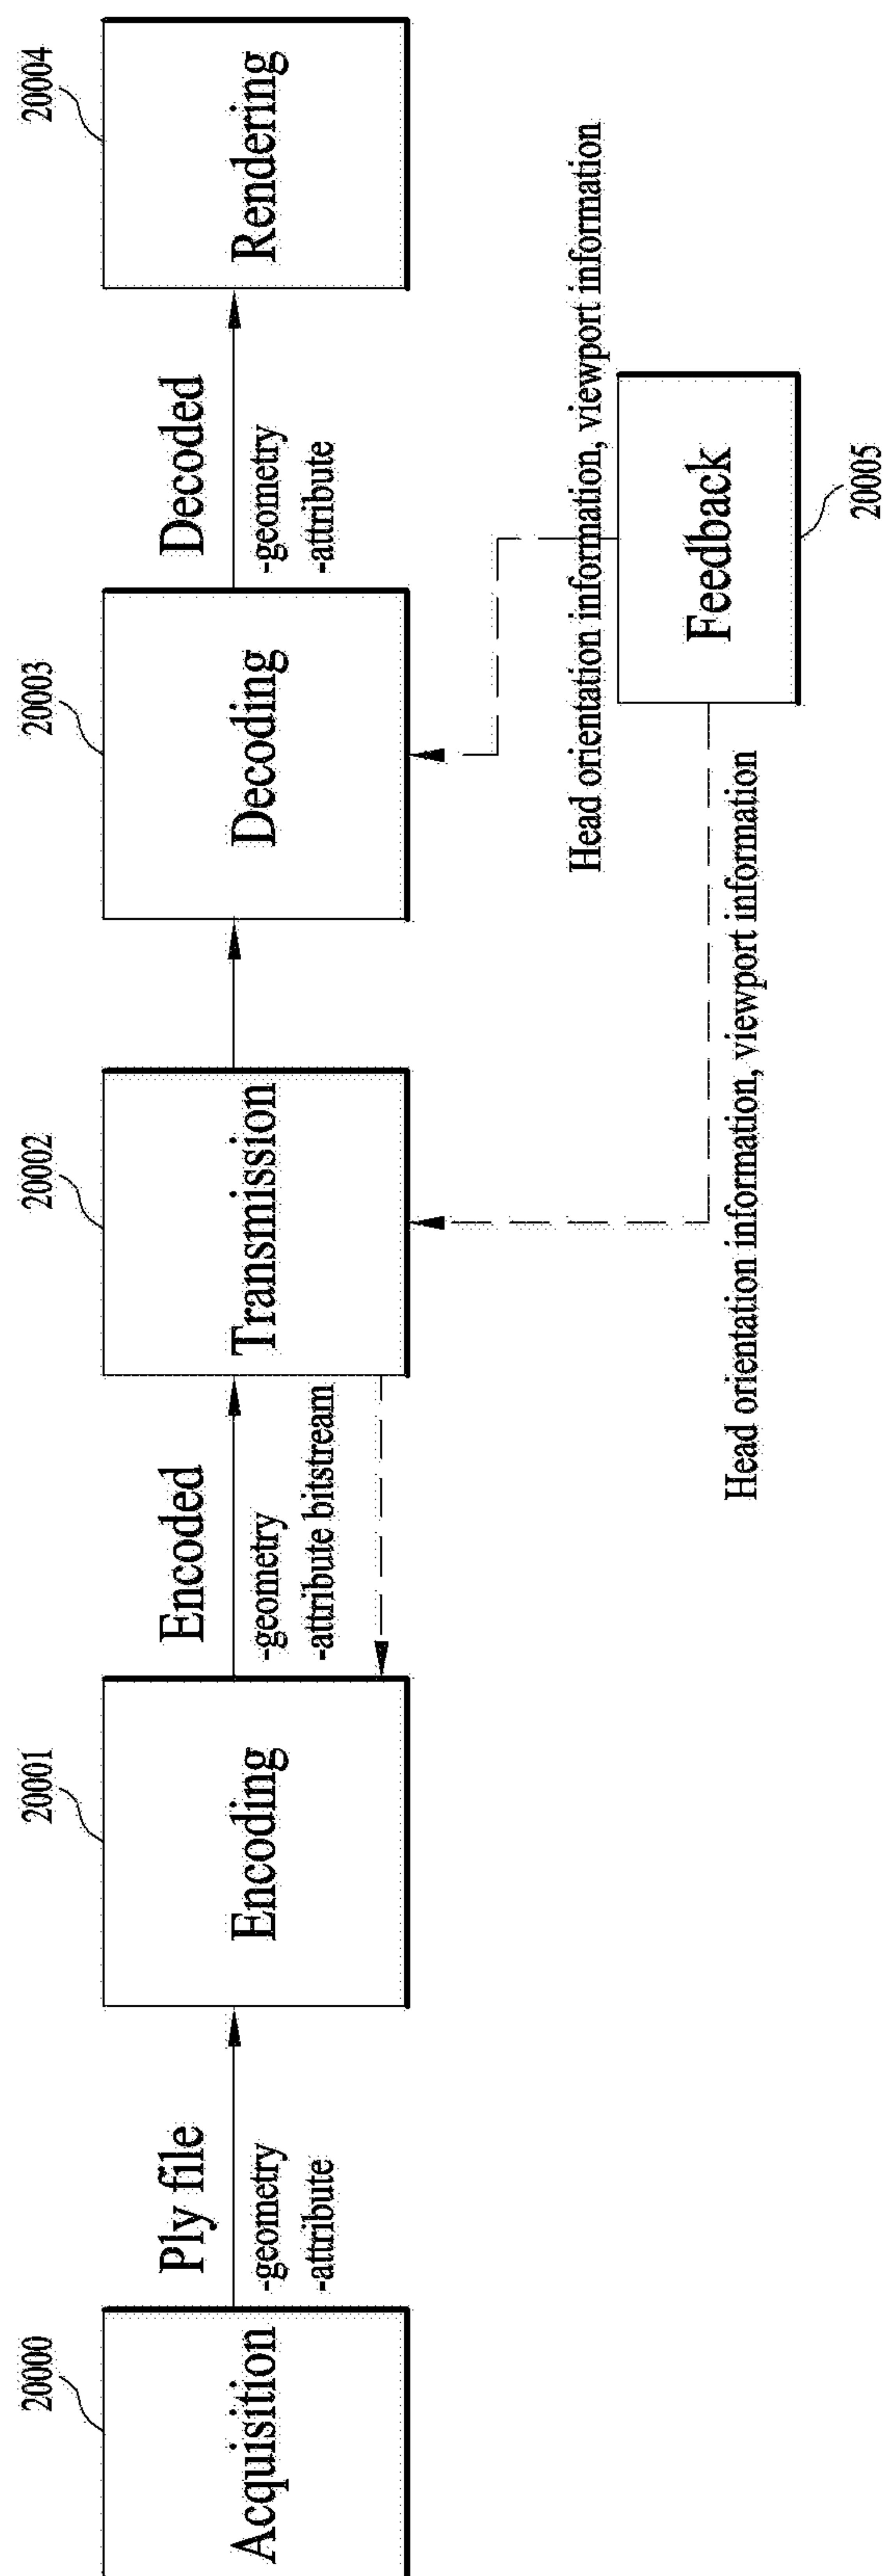 20000
20001
20002
20003
20004
Ply file
Encoded
Decoded
Acquisition
Encoding
Transmission
Decoding
Rendering
-geometry
-attribute
-geometry
-attribute bitstream
-geometry
-attribute
Head orientation information, viewport information
Feedback
Head orientation information, viewport information
20005